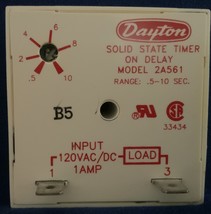 Dayton
SOLID STATE TIMER
ON DELAY
MODEL 2A561
RANGE: .5-10 SEC.
2 4 6 8 .5 10
B5
UL
33434
INPUT
120VAC/DC
1AMP
LOAD
1 3